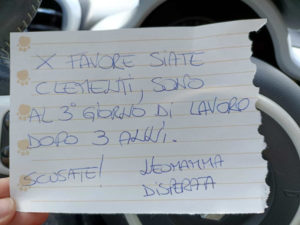 X FAVORE SIATE
CLEMENTI, SONO
AL 3° GIORNO DI LAVORO
DOPO 3 ANNI.
SCUSATE! NEOMAMMA
DISPERATA